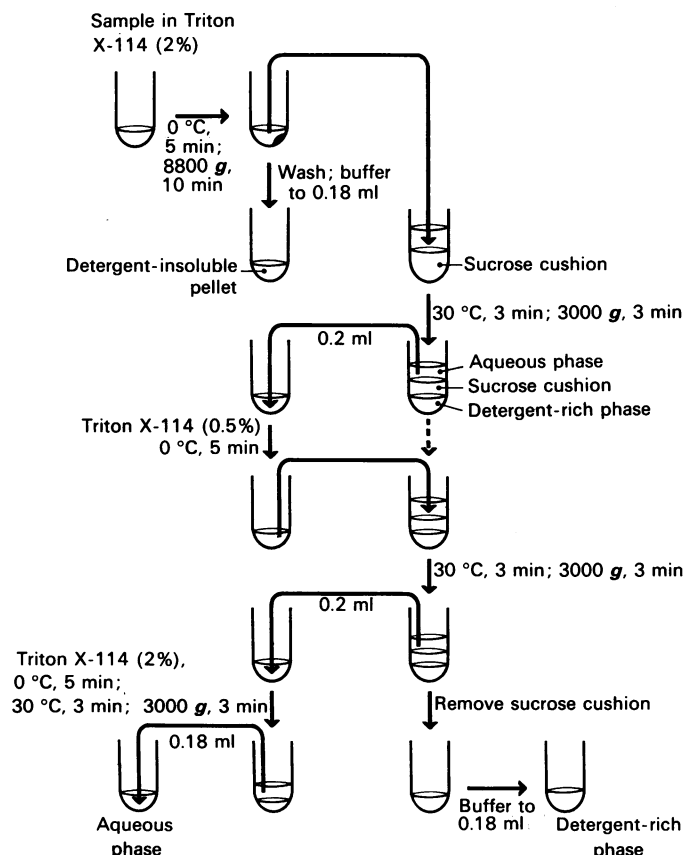 Sample in Triton
X-114 (2%)
0 °C,
5 min;
8800 g,
10 min
Wash; buffer
to 0.18 ml
Detergent-insoluble
pellet
Sucrose cushion
30 °C, 3 min; 3000 g, 3 min
0.2 ml
Aqueous phase
Sucrose cushion
Detergent-rich phase
Triton X-114 (0.5%)
0 °C, 5 min
30 °C, 3 min; 3000 g, 3 min
0.2 ml
Triton X-114 (2%),
0 °C, 5 min;
30 °C, 3 min; 3000 g, 3 min
Remove sucrose cushion
0.18 ml
Aqueous
phase
Buffer to
0.18 ml
Detergent-rich
phase